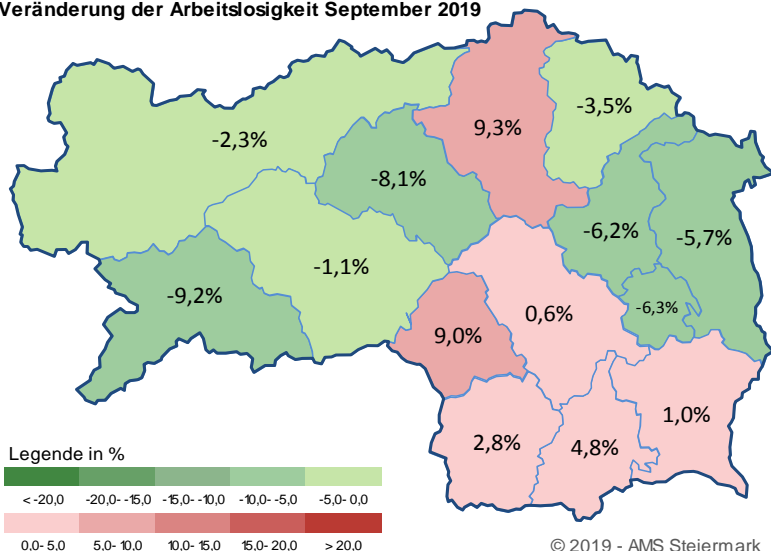 Veränderung der Arbeitslosigkeit September 2019
9,3%
-3,5%
-2,3%
-8,1%
-6,2%
-5,7%
-1,1%
-9,2%
0,6%
-6,3%
9,0%
1,0%
2,8%
4,8%
Legende in %
< -20,0 -20,0- -15,0 -15,0- -10,0 -10,0- -5,0 -5,0- 0,0
0,0- 5,0 5,0- 10,0 10,0- 15,0 15,0- 20,0 > 20,0
© 2019 - AMS Steiermark